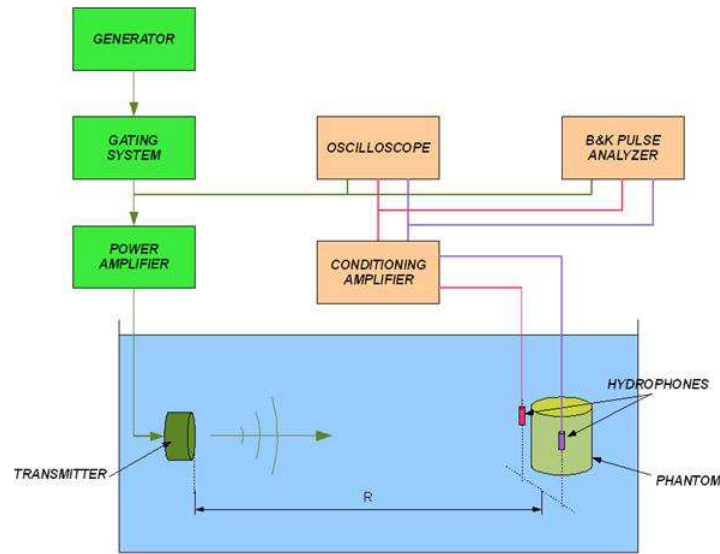 GENERATOR
GATING
SYSTEM
OSCILLOSCOPE
B&K PULSE
ANALYZER
POWER
AMPLIFIER
CONDITIONING
AMPLIFIER
HYDROPHONES
TRANSMITTER
PHANTOM
R